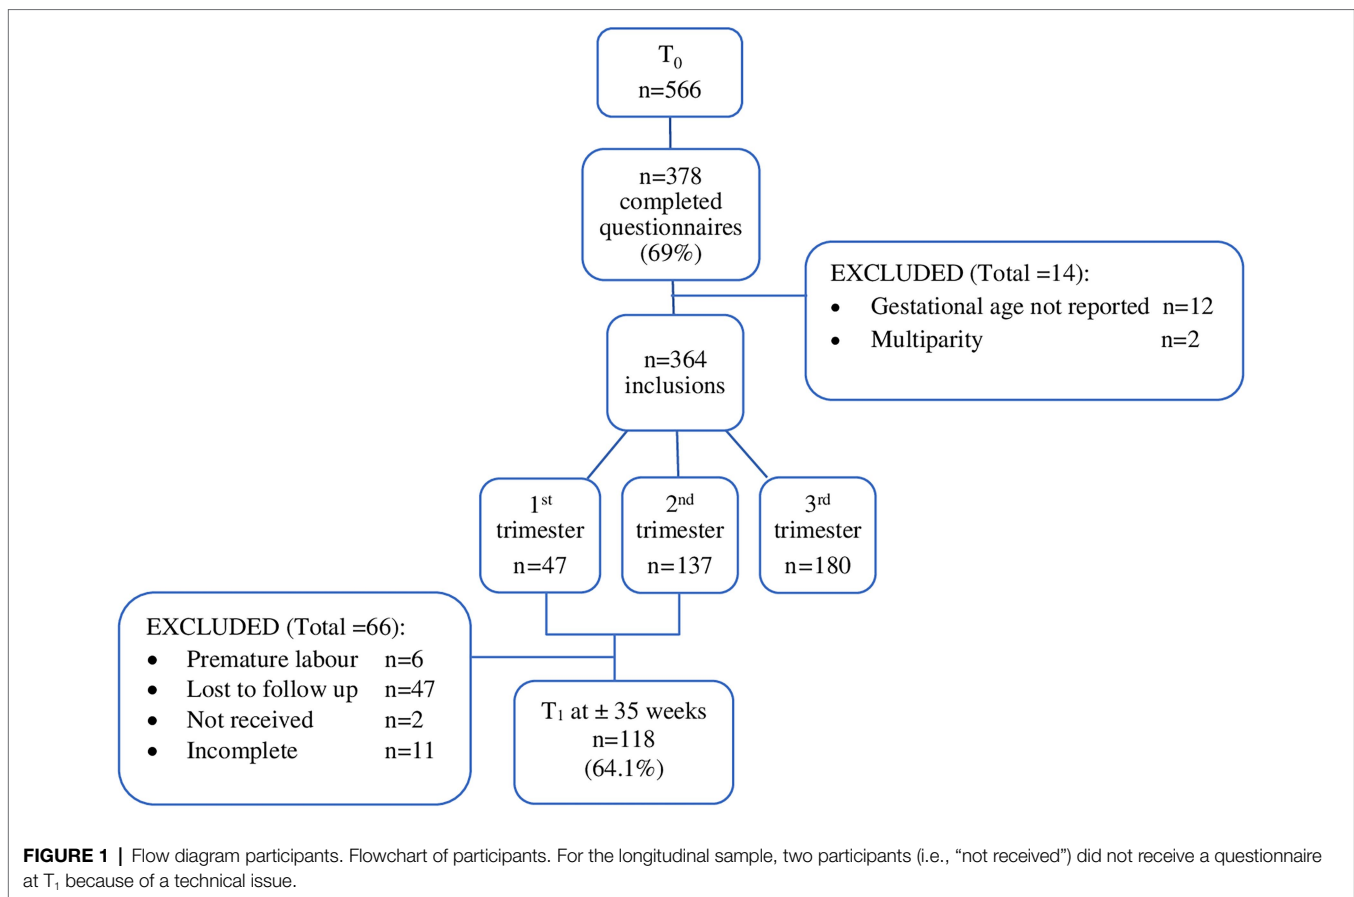 T₀
n=566
n=378
completed
questionnaires
(69%)
EXCLUDED (Total =14):
• Gestational age not reported n=12
• Multiparity n=2
n=364
inclusions
1st
trimester
n=47
2nd
trimester
n=137
3rd
trimester
n=180
EXCLUDED (Total =66):
• Premature labour n=6
• Lost to follow up n=47
• Not received n=2
• Incomplete n=11
T₁ at ± 35 weeks
n=118
(64.1%)
FIGURE 1 | Flow diagram participants. Flowchart of participants. For the longitudinal sample, two participants (i.e., “not received”) did not receive a questionnaire
at T₁ because of a technical issue.